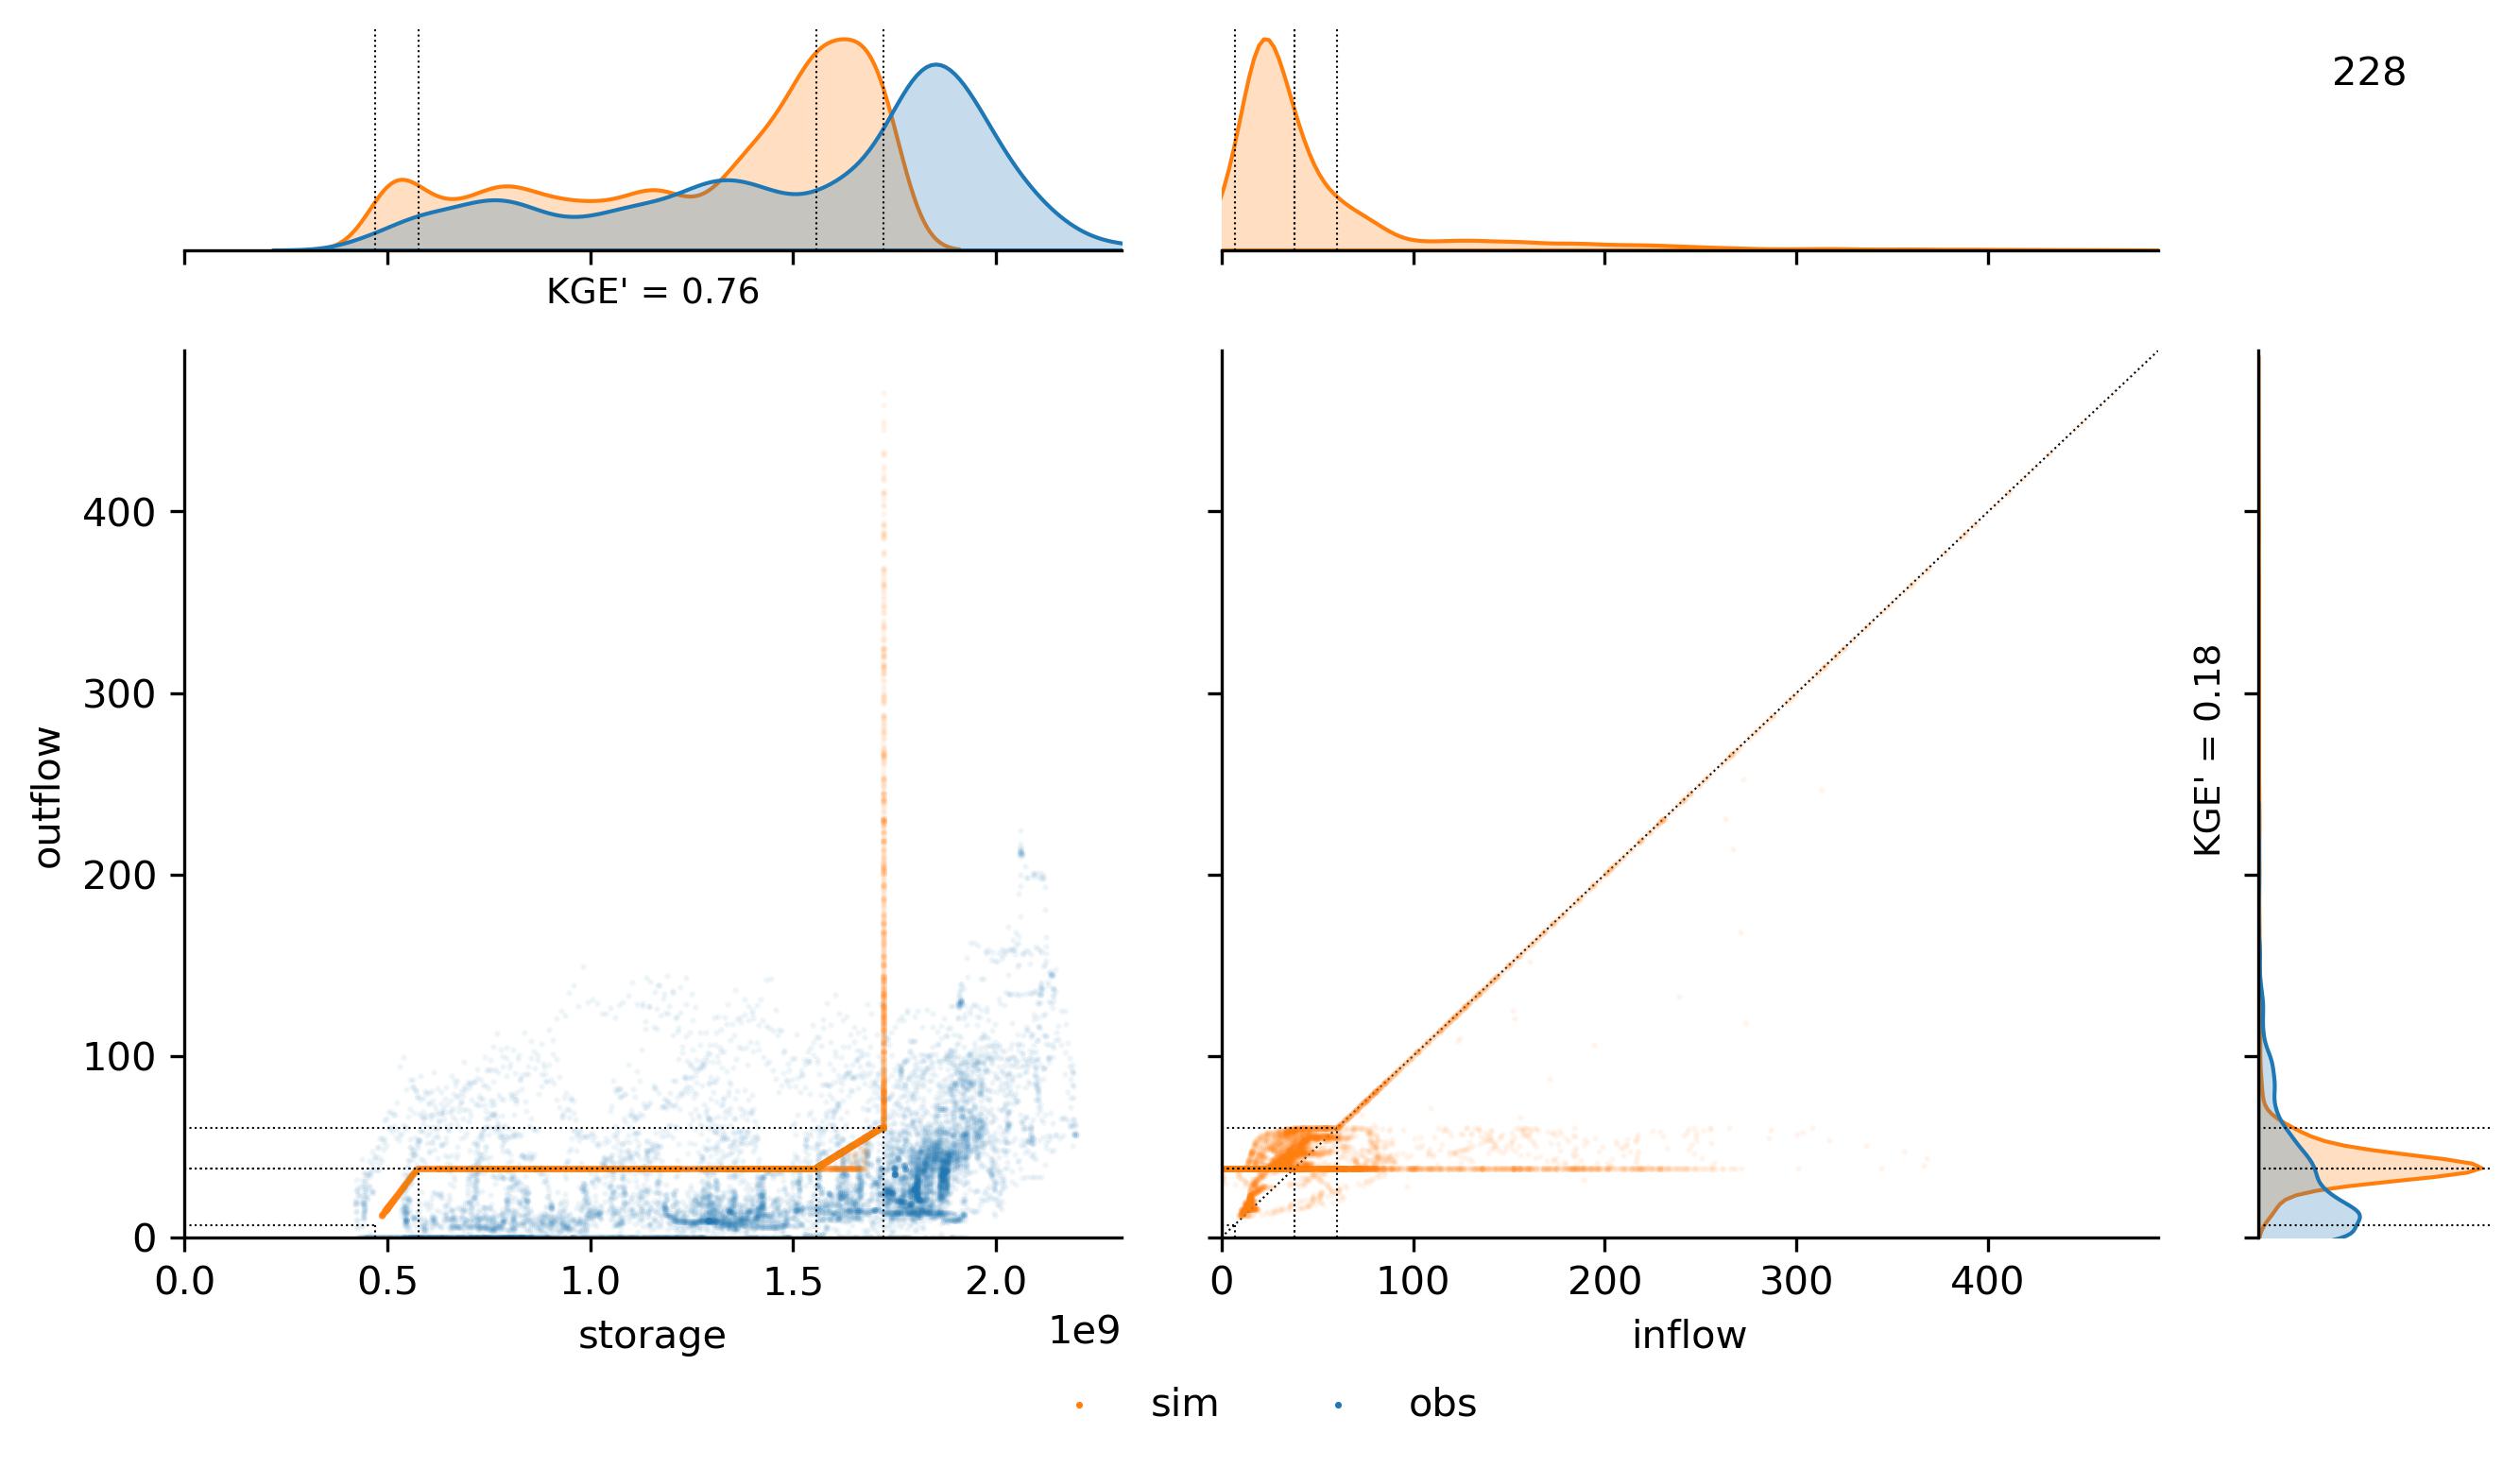 228
KGE' = 0.76
400
300
200
100
0
outflow
0.0 0.5 1.0 1.5 2.0
storage
1e9
0 100 200 300 400
inflow
KGE' = 0.18
sim obs